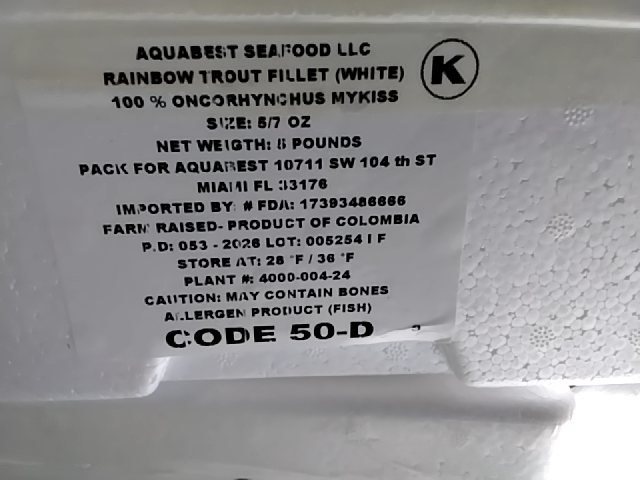 AQUABEST SEAFOOD LLC
RAINBOW TROUT FILLET (WHITE)
K
100 % ONCORHYNCHUS MYKISS
SIZE: 5/7 OZ
NET WEIGTH: POUNDS
PACK FOR AQUABEST 10711 SW 104 th ST
MIAMI FL 33176
IMPORTED BY: # FDA: 17393486666
FARM RAISED- PRODUCT OF COLOMBIA
P.D: 053 - 2026 LOT:
STORE AT: 28 °F / 36 °F
PLANT #: 4000-004-24
CAUTION: MAY CONTAIN BONES
ALLERGEN PRODUCT (FISH)
CODE 50-D